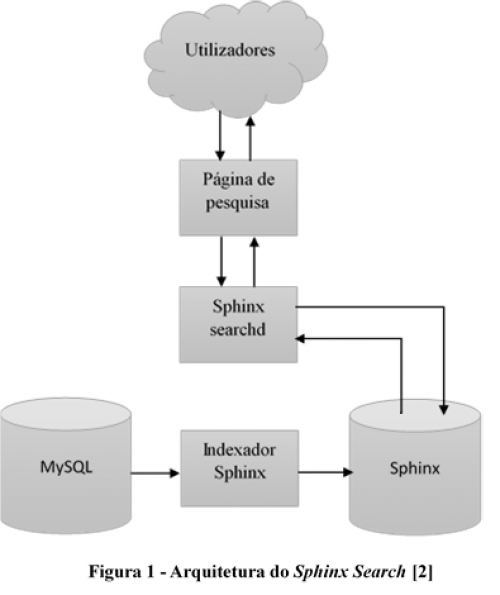 Utilizadores
Página de
pesquisa
Sphinx
searchd
MySQL
Indexador
Sphinx
Sphinx
Figura 1 - Arquitetura do Sphinx Search [2]